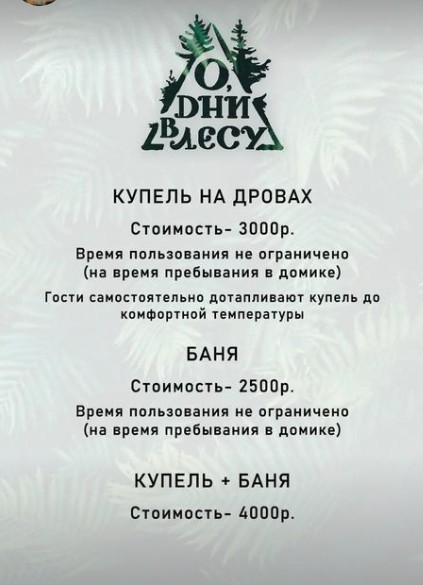 О,
ДНИ
В ЛЕСУ
КУПЕЛЬ НА ДРОВАХ
Стоимость- 3000р.
Время пользования не ограничено
(на время пребывания в домике)
Гости самостоятельно дотапливают купель до
комфортной температуры
БАНЯ
Стоимость- 2500р.
Время пользования не ограничено
(на время пребывания в домике)
КУПЕЛЬ + БАНЯ
Стоимость- 4000р.